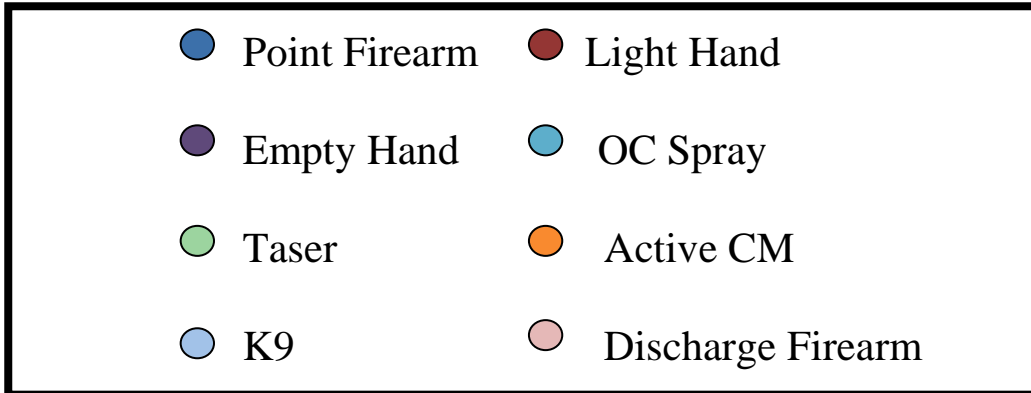 Point Firearm Light Hand
Empty Hand OC Spray
Taser Active CM
K9 Discharge Firearm